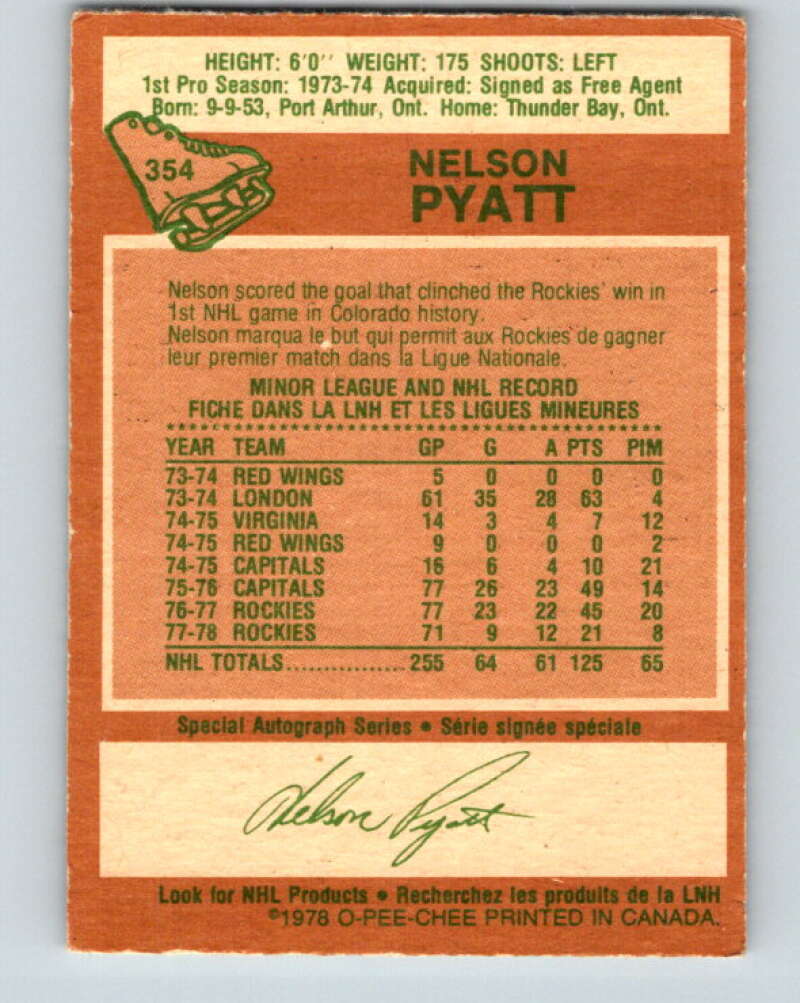 HEIGHT: 6'0'' WEIGHT: 175 SHOOTS: LEFT
1st Pro Season: 1973-74 Acquired: Signed as Free Agent
Born: 9-9-53, Port Arthur, Ont. Home: Thunder Bay, Ont.
354
NELSON
PYATT
Nelson scored the goal that clinched the Rockies' win in
1st NHL game in Colorado history.
Nelson marqua le but qui permit aux Rockies de gagner
leur premier match dans la Ligue Nationale.
MINOR LEAGUE AND NHL RECORD
FICHE DANS LA LNH ET LES LIGUES MINEURES
YEAR TEAM GP G A PTS PIM
73-74 RED WINGS 5 0 0 0 0
73-74 LONDON 61 35 28 63 4
74-75 VIRGINIA 14 3 4 7 12
74-75 RED WINGS 9 0 0 0 2
74-75 CAPITALS 16 6 4 10 21
75-76 CAPITALS 77 26 23 49 14
76-77 ROCKIES 77 23 22 45 20
77-78 ROCKIES 71 9 12 21 8
NHL TOTALS................255 64 61 125 65
Special Autograph Series • Série signée spéciale
Nelson Pyatt
Look for NHL Products • Recherchez les produits de la LNH
©1978 O-PEE-CHEE PRINTED IN CANADA.